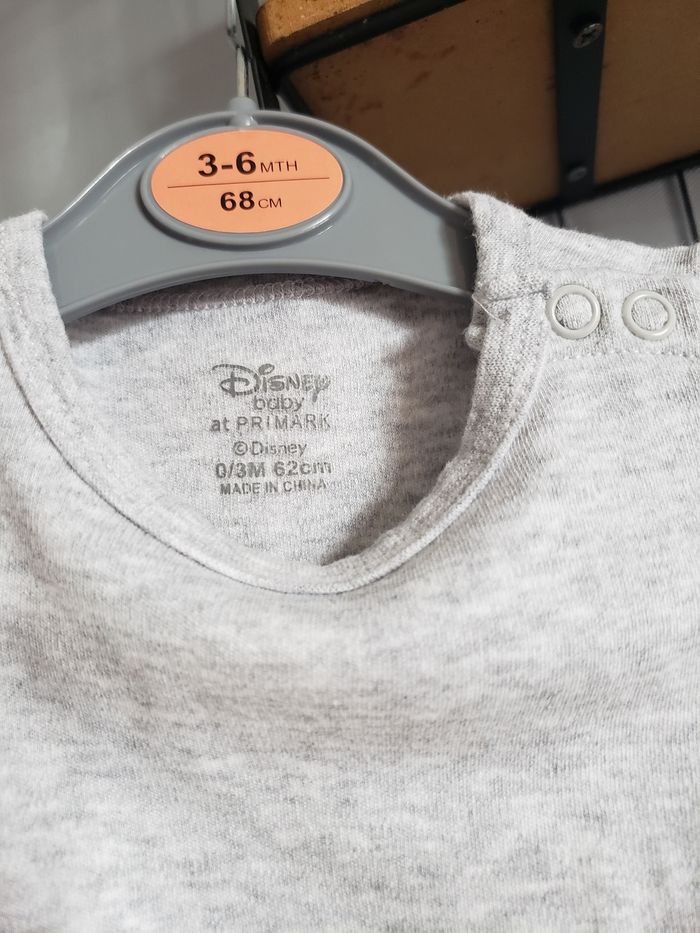 3-6 MTH
68 CM
Disney
baby
at PRIMARK
©Disney
0/3M 62cm
MADE IN CHINA